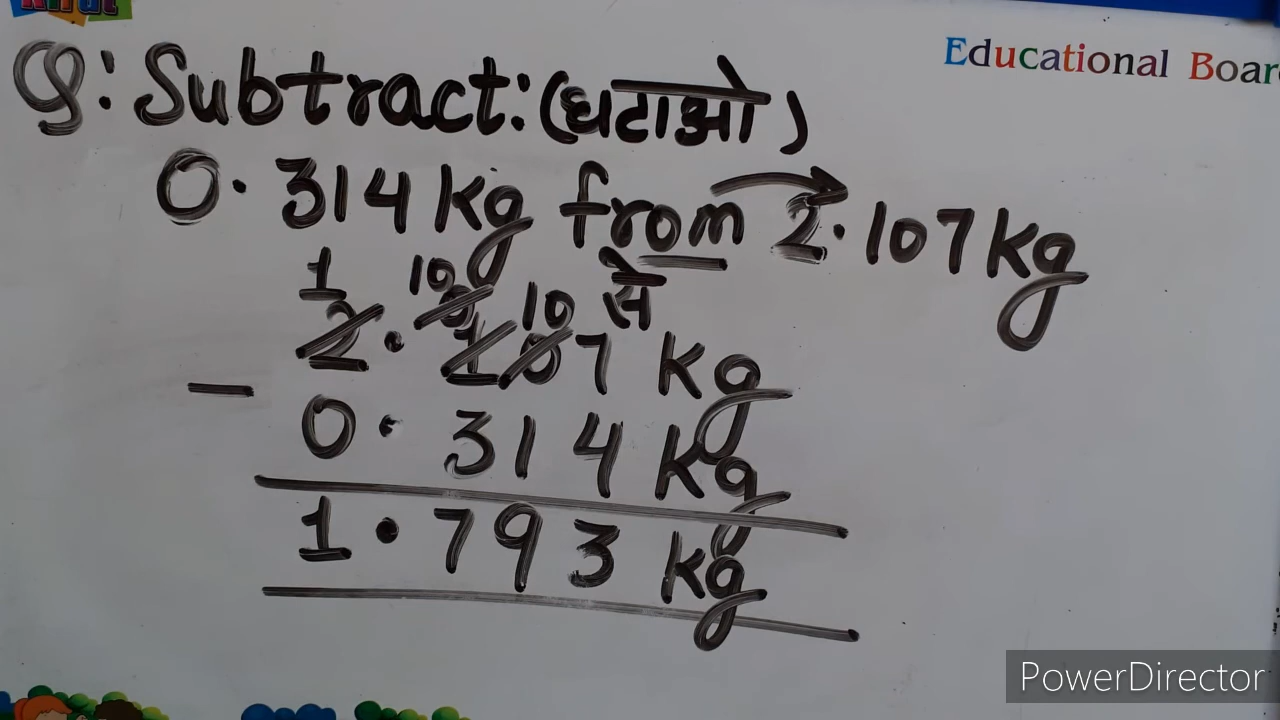 Educational Boar
Q: Subtract: (घटाओ)
0.314 kg from 2.107 kg
से
1 10 10
2.107 kg
- 0.314 kg
1.793 kg
PowerDirector